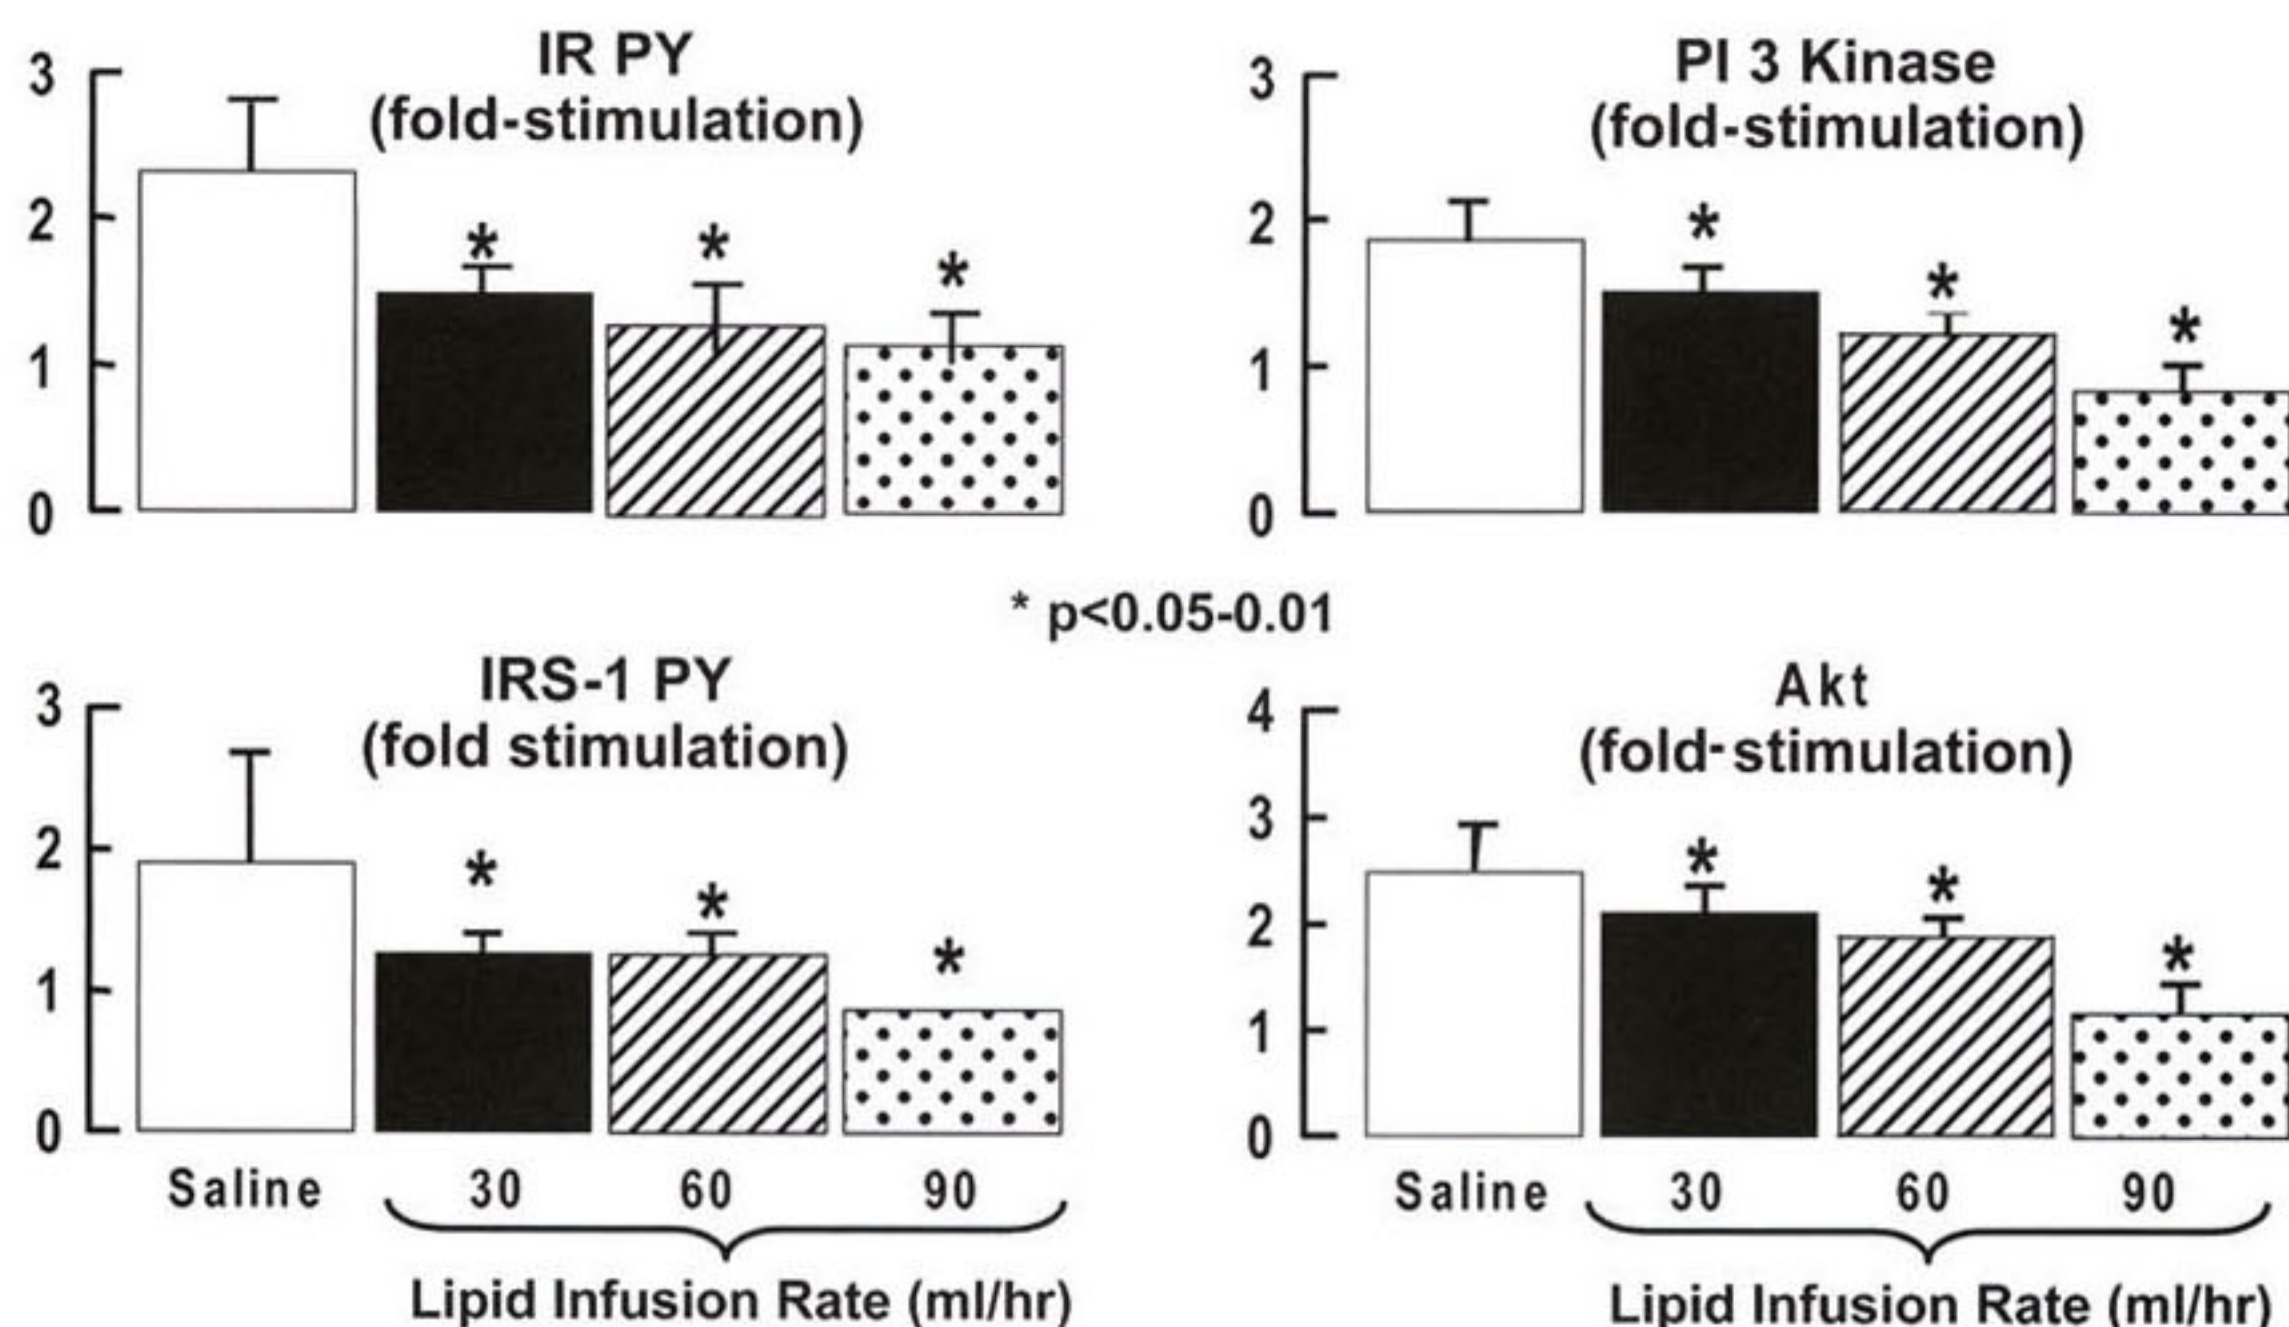 IR PY
(fold-stimulation)
3
2
1
0
* * *
PI 3 Kinase
(fold-stimulation)
3
2
1
0
* * *
* p<0.05-0.01
IRS-1 PY
(fold stimulation)
3
2
1
0
* * *
Saline 30 60 90
Lipid Infusion Rate (ml/hr)
Akt
(fold-stimulation)
4
3
2
1
0
* * *
Saline 30 60 90
Lipid Infusion Rate (ml/hr)